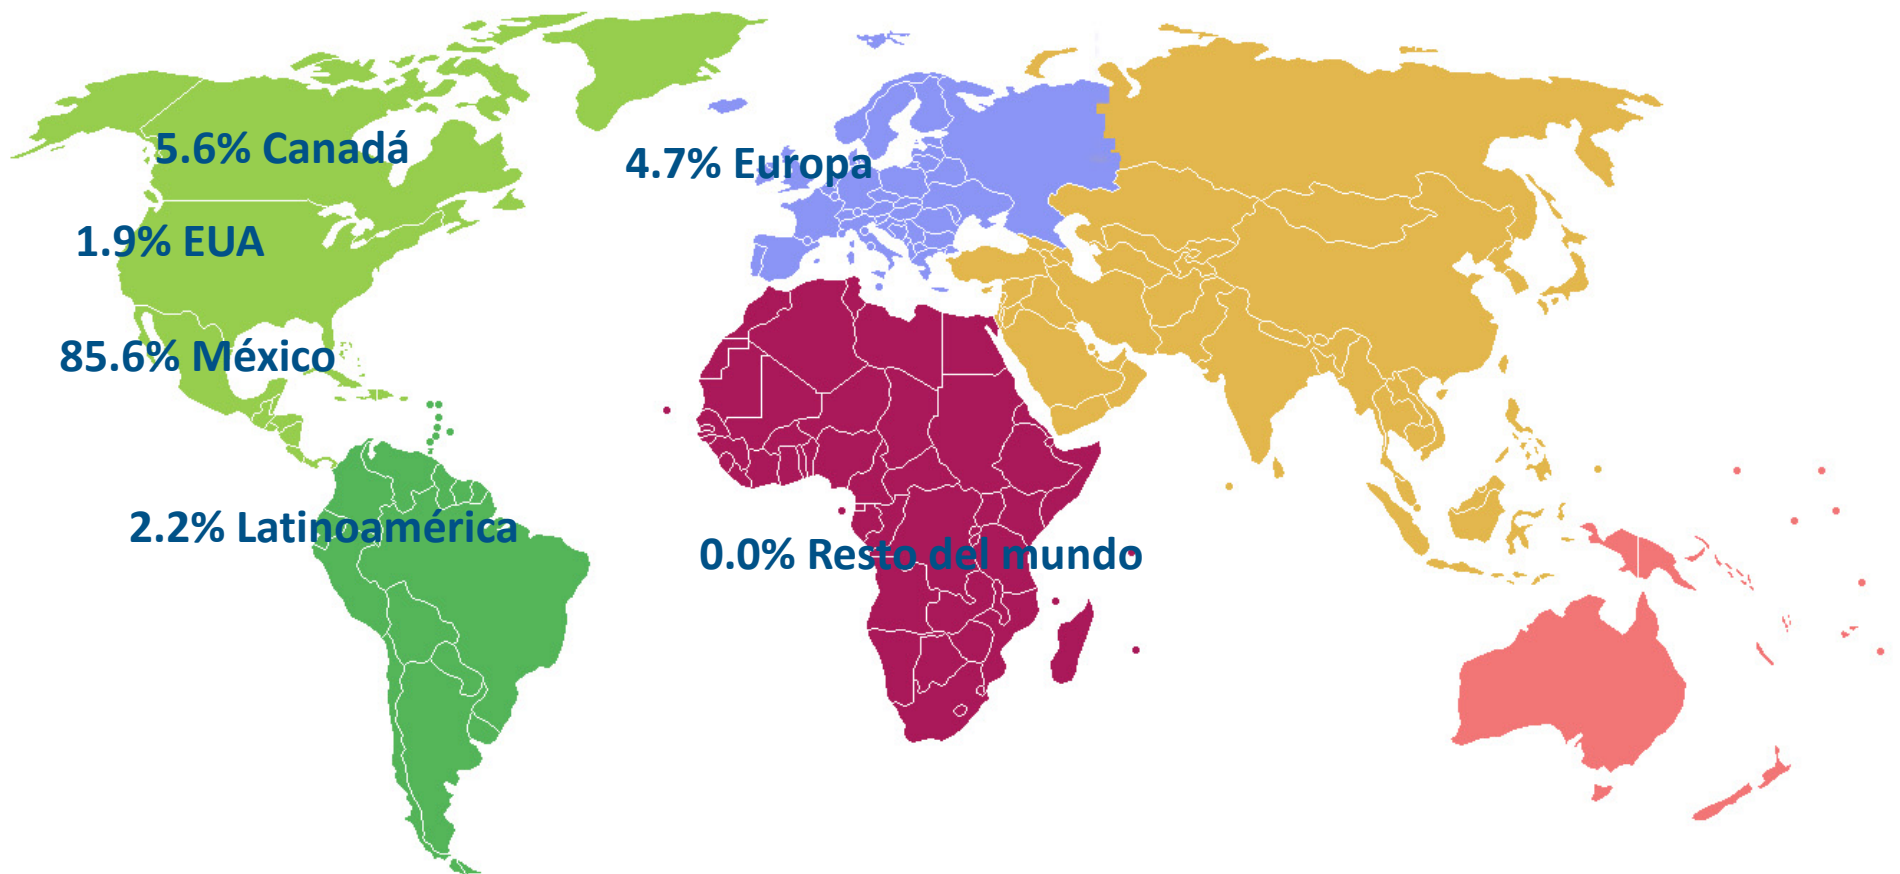 5.6% Canadá
4.7% Europa
1.9% EUA
85.6% México
2.2% Latinoamérica
0.0% Resto del mundo